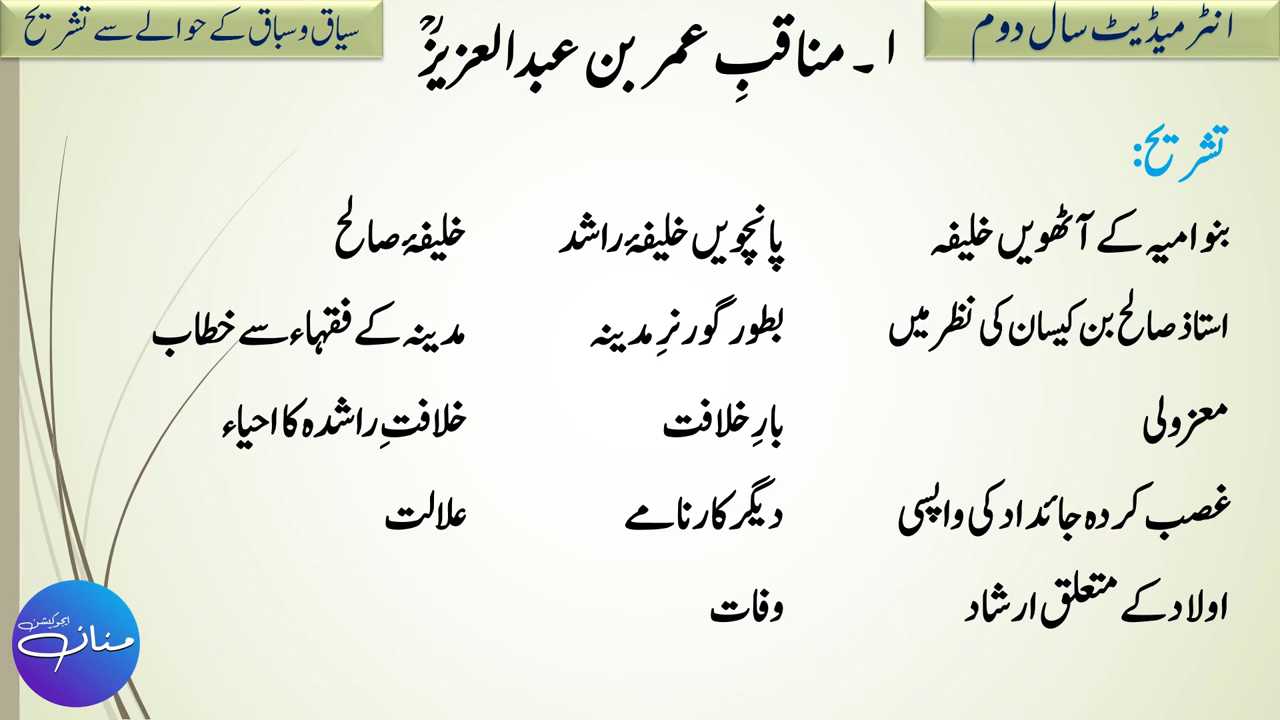 انٹرمیڈیٹ سال دوم
۱۔ مناقبِ عمر بن عبدالعزیزؒ
سیاق و سباق کے حوالے سے تشریح
تشریح:
بنو امیہ کے آٹھویں خلیفہ پانچویں خلیفۂ راشد خلیفۂ صالح
استاذ صالح بن کیسان کی نظر میں بطور گورنرِ مدینہ مدینہ کے فقہاء سے خطاب
معزولی بارِ خلافت خلافتِ راشدہ کا احیاء
غصب کردہ جائداد کی واپسی دیگر کارنامے علالت
اولاد کے متعلق ارشاد وفات
منان ایجوکیشن